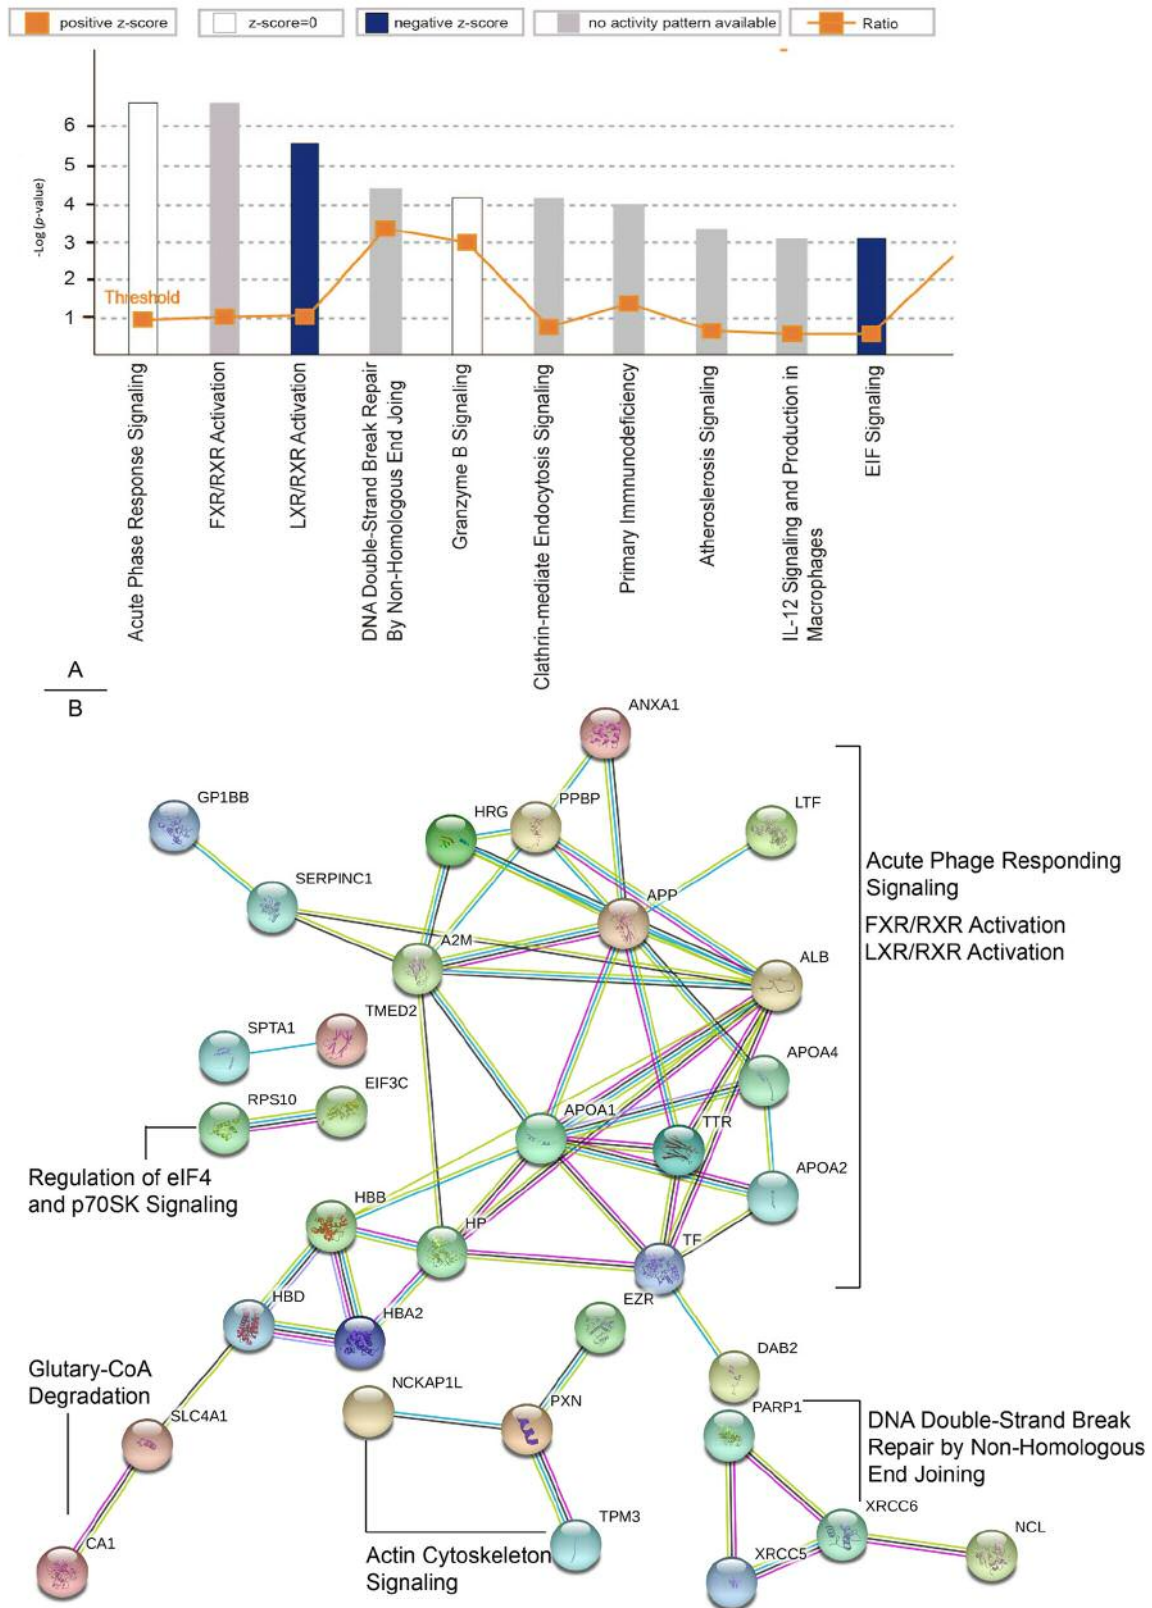 positive z-score
z-score=0
negative z-score
no activity pattern available
Ratio
6
5
4
3
2
1
-Log (p-value)
Threshold
Acute Phase Response Signaling
FXR/RXR Activation
LXR/RXR Activation
DNA Double-Strand Break Repair
By Non-Homologous End Joing
Granzyme B Signaling
Clathrin-mediate Endocytosis Signaling
Primary Immnunodeficiency
Atheroslerosis Signaling
IL-12 Signaling and Production in
Macrophages
EIF Signaling
A
B
ANXA1
GP1BB
HRG
PPBP
LTF
Acute Phage Responding
Signaling
FXR/RXR Activation
LXR/RXR Activation
SERPINC1
APP
A2M
ALB
TMED2
SPTA1
APOA4
EIF3C
RPS10
APOA1
TTR
Regulation of eIF4
and p70SK Signaling
APOA2
HBB
HP
TF
HBD
HBA2
EZR
DAB2
Glutary-CoA
Degradation
NCKAP1L
PXN
PARP1
SLC4A1
DNA Double-Strand Break
Repair by Non-Homologous
End Joining
XRCC6
TPM3
NCL
CA1
XRCC5
Actin Cytoskeleton
Signaling